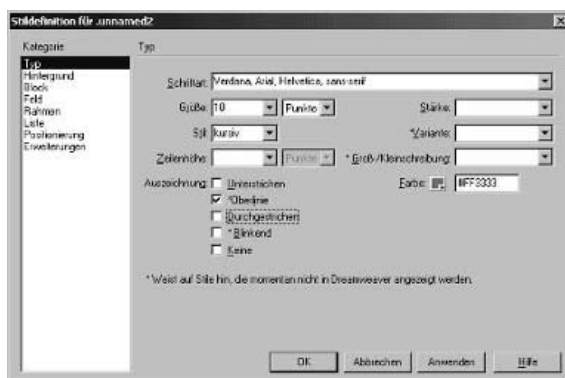 Stildefinition für .unnamed2
Kategorie
Typ
Hintergrund
Block
Feld
Rahmen
Liste
Positionierung
Erweiterungen
Typ
Schriftart: Verdana, Arial, Helvetica, sans-serif
Größe: 10 Punkte Stärke:
Stil: kursiv *Variante:
Zeilenhöhe: Punkte *Groß-/Kleinschreibung:
Auszeichnung: Unterstrichen Farbe: #FF3333
*Oberlinie
Durchgestrichen
*Blinkend
Keine
* Weist auf Stile hin, die momentan nicht in Dreamweaver angezeigt werden.
OK Abbrechen Anwenden Hilfe